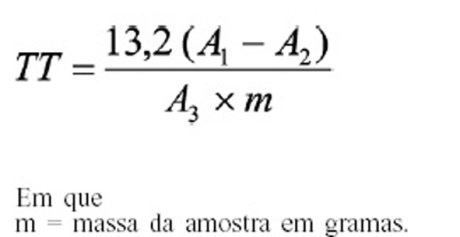 TT = 13,2 (A₁ − A₂)
A₃ × m
Em que
m = massa da amostra em gramas.